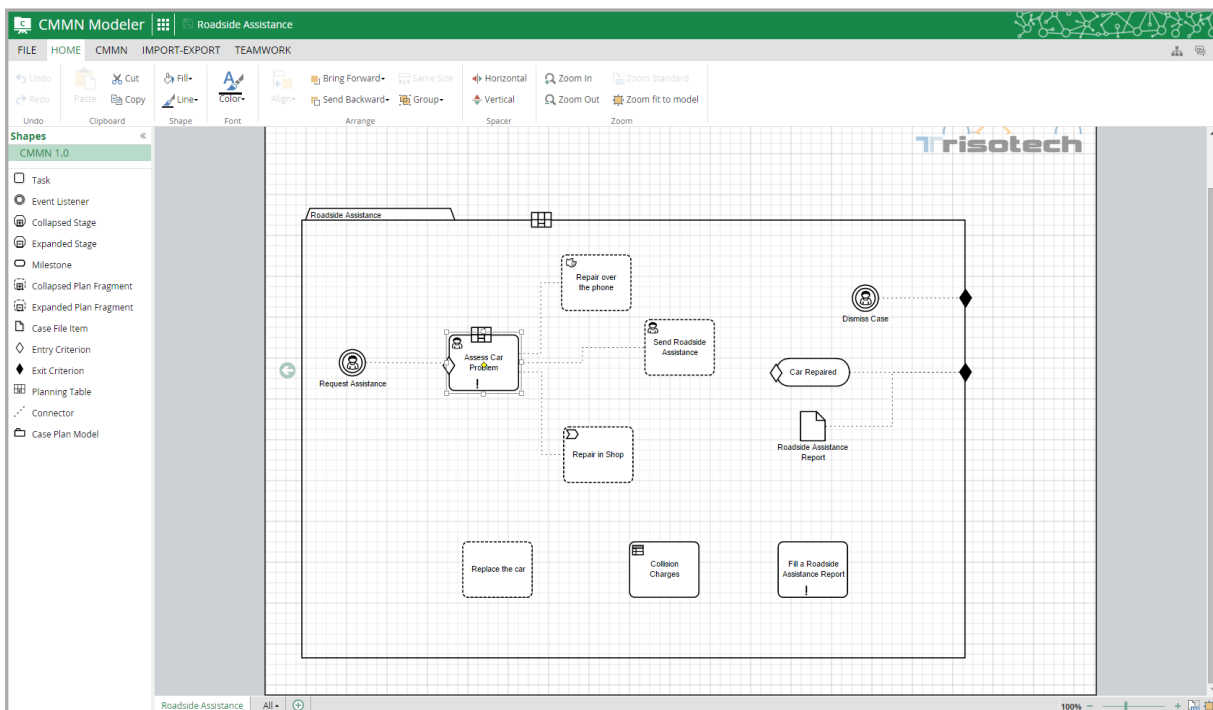 CMMN Modeler
Roadside Assistance
FILE HOME CMMN IMPORT-EXPORT TEAMWORK
Undo
Redo
Undo
Paste
Cut
Copy
Clipboard
Fill
Line
Shape
Color
Font
Align
Bring Forward
Send Backward
Same Size
Group
Arrange
Horizontal
Vertical
Spacer
Zoom In
Zoom Out
Zoom Standard
Zoom fit to model
Zoom
Shapes
CMMN 1.0
Task
Event Listener
Collapsed Stage
Expanded Stage
Milestone
Collapsed Plan Fragment
Expanded Plan Fragment
Case File Item
Entry Criterion
Exit Criterion
Planning Table
Connector
Case Plan Model
Trisotech
Roadside Assistance
Repair over
the phone
Dismiss Case
Send Roadside
Assistance
Assess Car
Problem
!
Request Assistance
Car Repaired
Roadside Assistance
Report
Repair in Shop
Replace the car
Collision
Charges
Fill a Roadside
Assistance Report
!
Roadside Assistance
All
100%